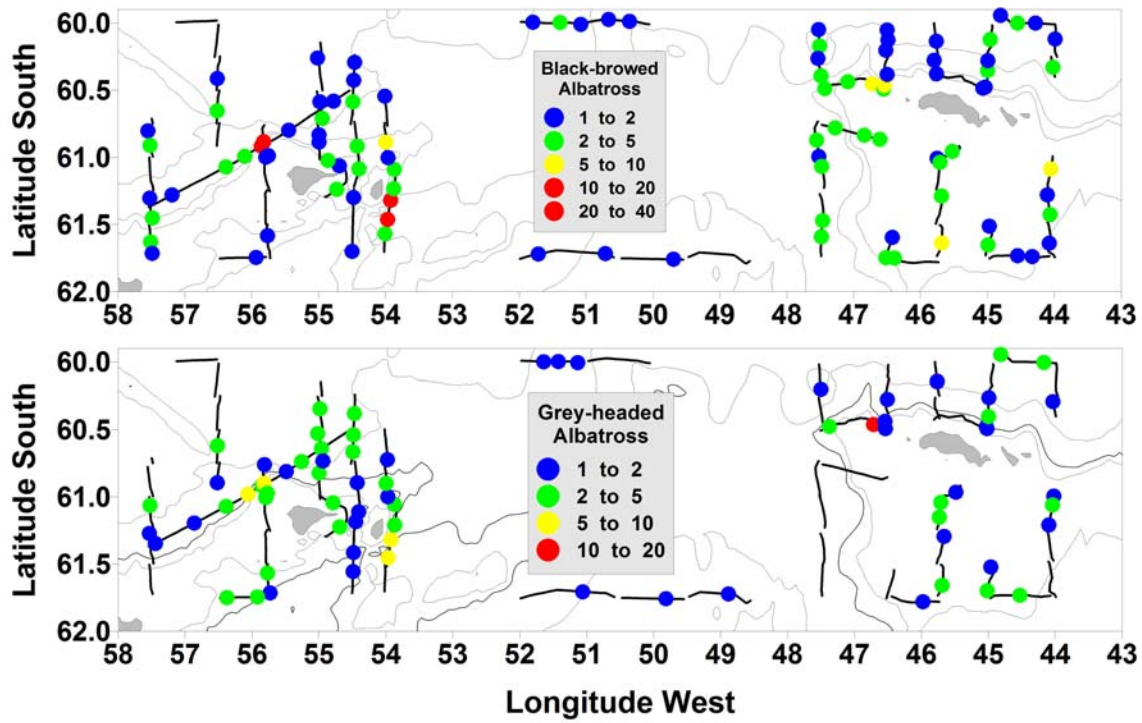 Latitude South
60.0
60.5
61.0
61.5
62.0
Black-browed
Albatross
1 to 2
2 to 5
5 to 10
10 to 20
20 to 40
58 57 56 55 54 53 52 51 50 49 48 47 46 45 44 43
Latitude South
60.0
60.5
61.0
61.5
62.0
Grey-headed
Albatross
1 to 2
2 to 5
5 to 10
10 to 20
58 57 56 55 54 53 52 51 50 49 48 47 46 45 44 43
Longitude West